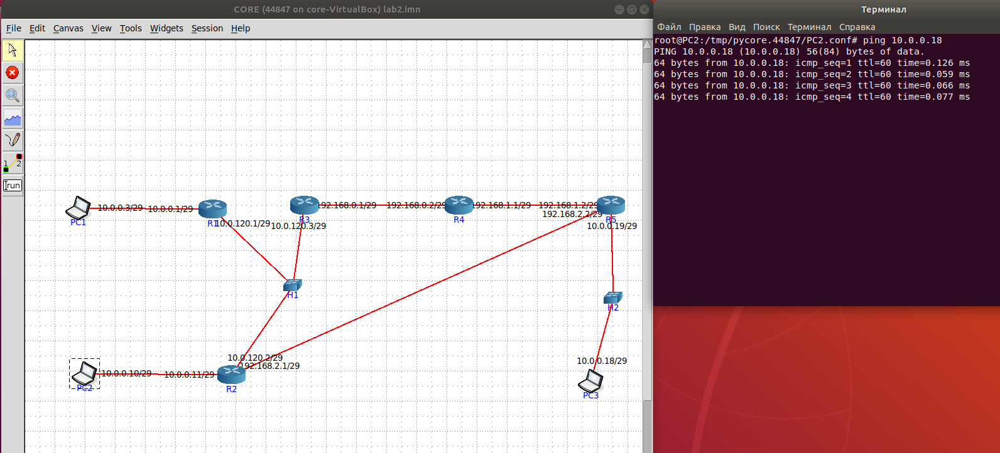 CORE (44847 on core-VirtualBox) lab2.imn
File Edit Canvas View Tools Widgets Session Help
1 2
run
PC1
10.0.0.3/29
10.0.0.1/29
R1
10.0.120.1/29
R3
192.168.0.1/29
10.0.120.3/29
192.168.0.2/29
R4
192.168.1.1/29
192.168.1.2/29
192.168.2.2/29
R5
10.0.0.19/29
H1
H2
10.0.120.2/29
192.168.2.1/29
10.0.0.18/29
PC2
10.0.0.10/29
10.0.0.11/29
R2
PC3
Терминал
Файл Правка Вид Поиск Терминал Справка
root@PC2:/tmp/pycore.44847/PC2.conf# ping 10.0.0.18
PING 10.0.0.18 (10.0.0.18) 56(84) bytes of data.
64 bytes from 10.0.0.18: icmp_seq=1 ttl=60 time=0.126 ms
64 bytes from 10.0.0.18: icmp_seq=2 ttl=60 time=0.059 ms
64 bytes from 10.0.0.18: icmp_seq=3 ttl=60 time=0.066 ms
64 bytes from 10.0.0.18: icmp_seq=4 ttl=60 time=0.077 ms